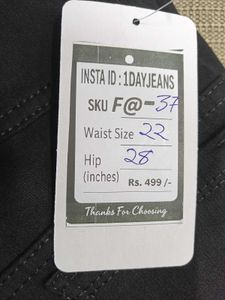 INSTA ID : 1DAYJEANS
SKU F@-37
Waist Size 22
Hip 28
(inches) Rs. 499 /-
Thanks For Choosing